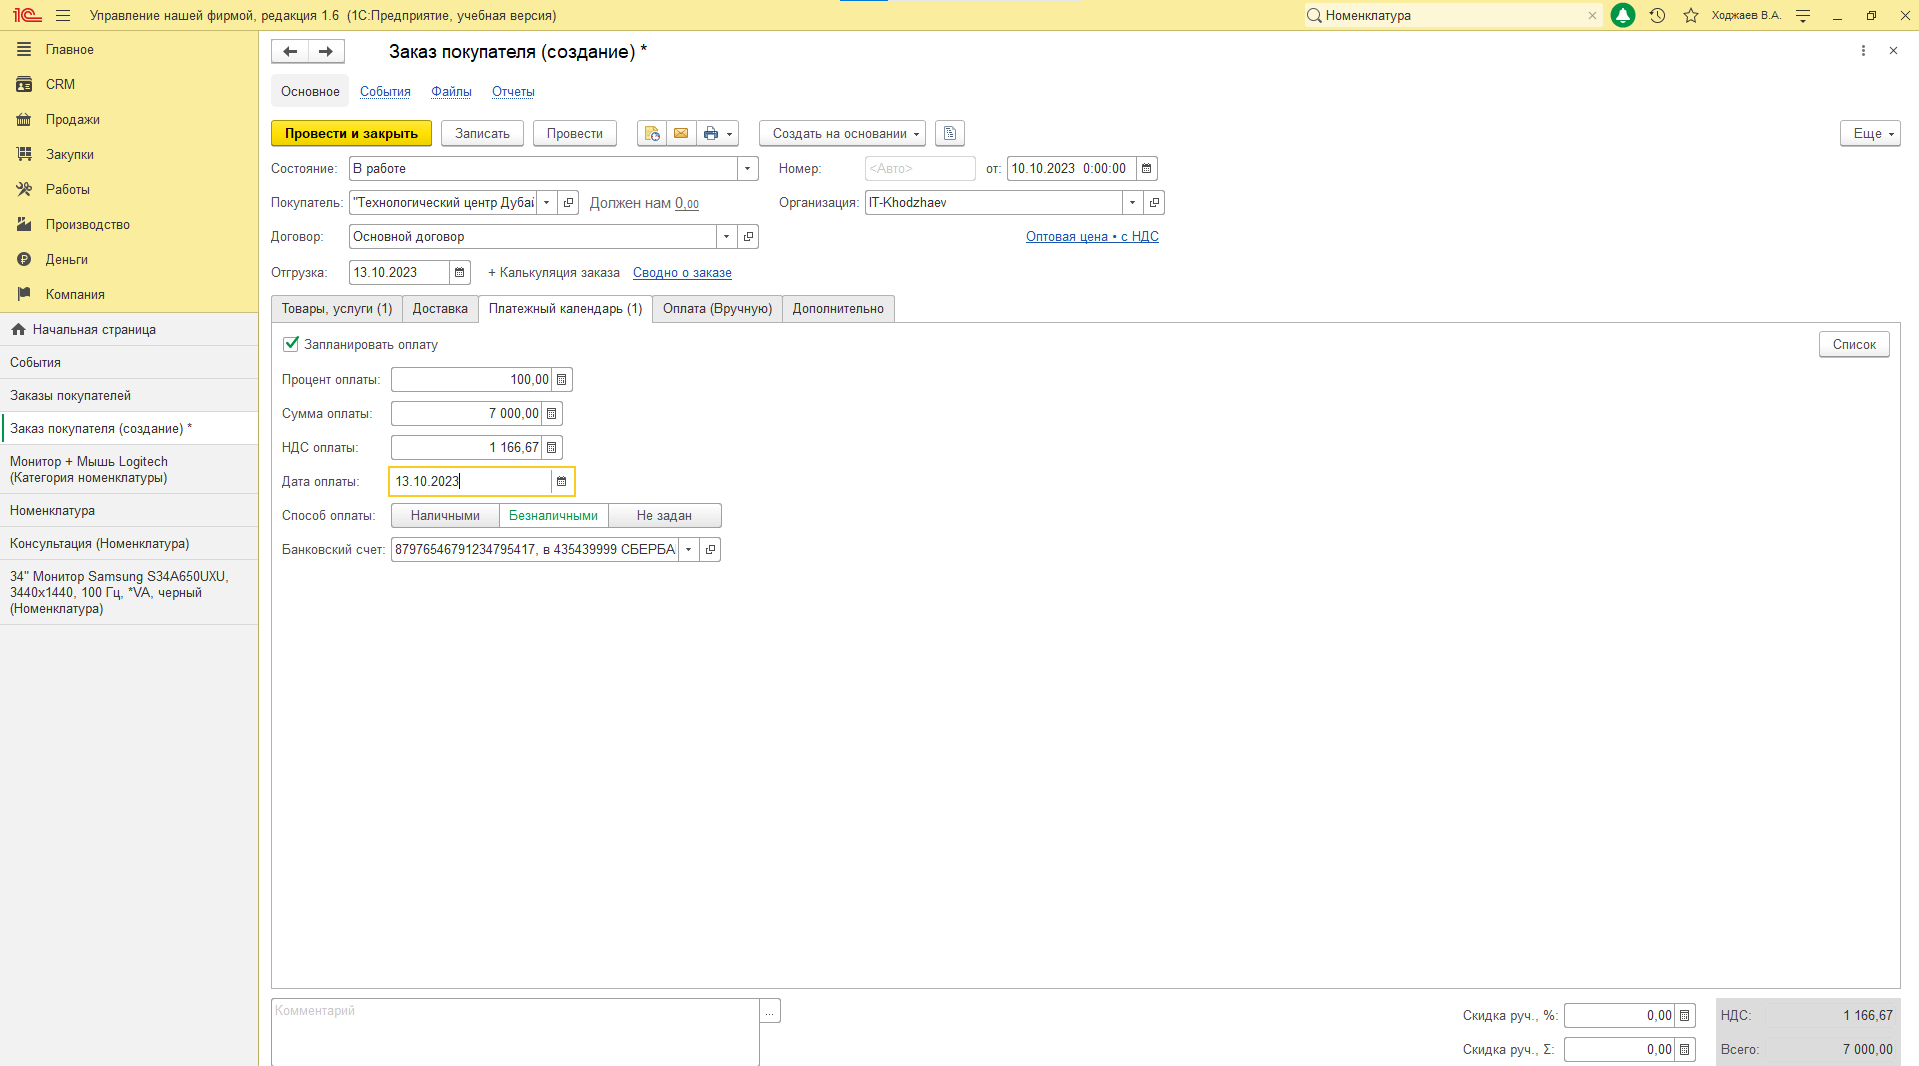 1С Управление нашей фирмой, редакция 1.6 (1С:Предприятие, учебная версия)
Номенклатура
Ходжаев В.А.
Главное
CRM
Продажи
Закупки
Работы
Производство
Деньги
Компания
Начальная страница
События
Заказы покупателей
Заказ покупателя (создание) *
Монитор + Мышь Logitech
(Категория номенклатуры)
Номенклатура
Консультация (Номенклатура)
34" Монитор Samsung S34A650UXU,
3440x1440, 100 Гц, *VA, черный
(Номенклатура)
Заказ покупателя (создание) *
Основное События Файлы Отчеты
Провести и закрыть Записать Провести Создать на основании Еще
Состояние: В работе Номер: <Авто> от: 10.10.2023 0:00:00
Покупатель: "Технологический центр Дубай Должен нам 0,00 Организация: IT-Khodzhaev
Договор: Основной договор Оптовая цена • с НДС
Отгрузка: 13.10.2023 + Калькуляция заказа Сводно о заказе
Товары, услуги (1) Доставка Платежный календарь (1) Оплата (Вручную) Дополнительно
Запланировать оплату Список
Процент оплаты: 100,00
Сумма оплаты: 7 000,00
НДС оплаты: 1 166,67
Дата оплаты: 13.10.2023
Способ оплаты: Наличными Безналичными Не задан
Банковский счет: 87976546791234795417, в 435439999 СБЕРБА
Комментарий ...
Скидка руч., %: 0,00 НДС: 1 166,67
Скидка руч., Σ: 0,00 Всего: 7 000,00